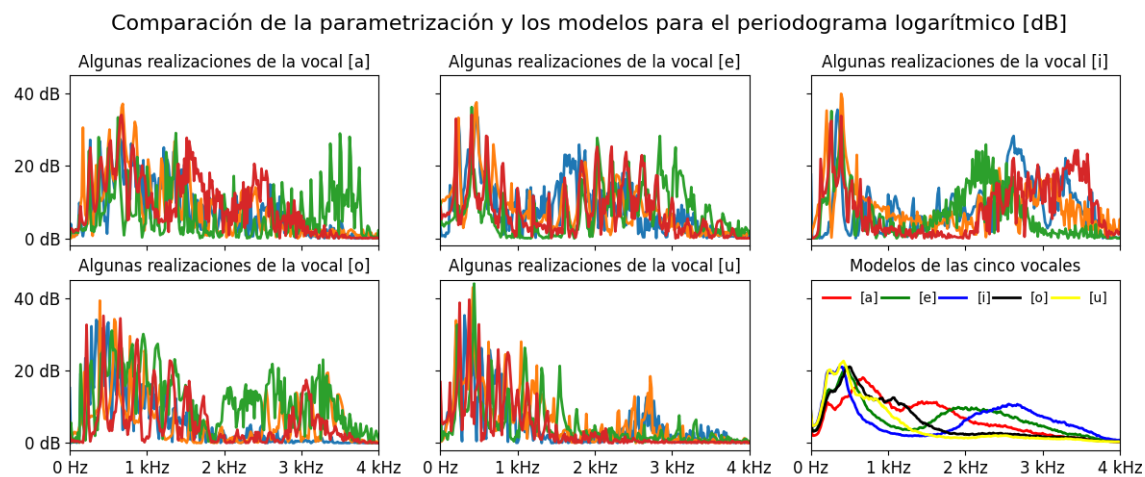 Comparación de la parametrización y los modelos para el periodograma logarítmico [dB]
Algunas realizaciones de la vocal [a]
Algunas realizaciones de la vocal [e]
Algunas realizaciones de la vocal [i]
40 dB
20 dB
0 dB
Algunas realizaciones de la vocal [o]
Algunas realizaciones de la vocal [u]
Modelos de las cinco vocales
[a] [e] [i] [o] [u]
40 dB
20 dB
0 dB
0 Hz 1 kHz 2 kHz 3 kHz 4 kHz
0 Hz 1 kHz 2 kHz 3 kHz 4 kHz
0 Hz 1 kHz 2 kHz 3 kHz 4 kHz